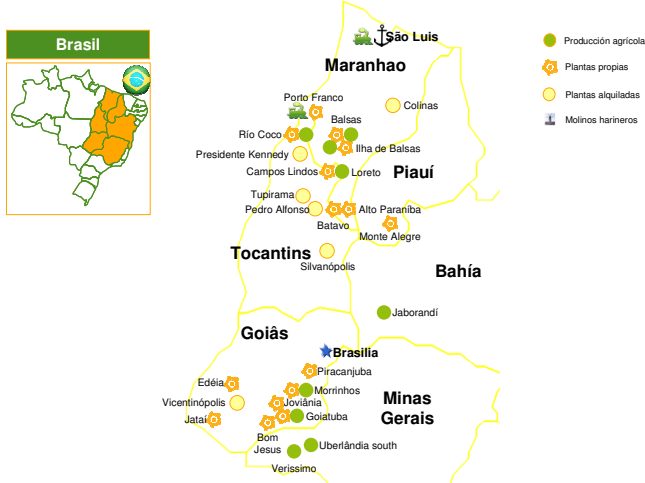 Brasil
São Luis
Maranhao
Producción agrícola
Plantas propias
Plantas alquiladas
Molinos harineros
Porto Franco
Colinas
Balsas
Río Coco
Ilha de Balsas
Presidente Kennedy
Campos Lindos
Loreto
Piauí
Tupirama
Pedro Alfonso
Alto Paraniba
Batavo
Monte Alegre
Tocantins
Silvanópolis
Bahía
Jaborandí
Goiâs
Brasilia
Piracanjuba
Edéia
Morrinhos
Vicentinópolis
Joviânia
Minas
Gerais
Jataí
Goiatuba
Bom
Jesus
Uberlândia south
Verissimo